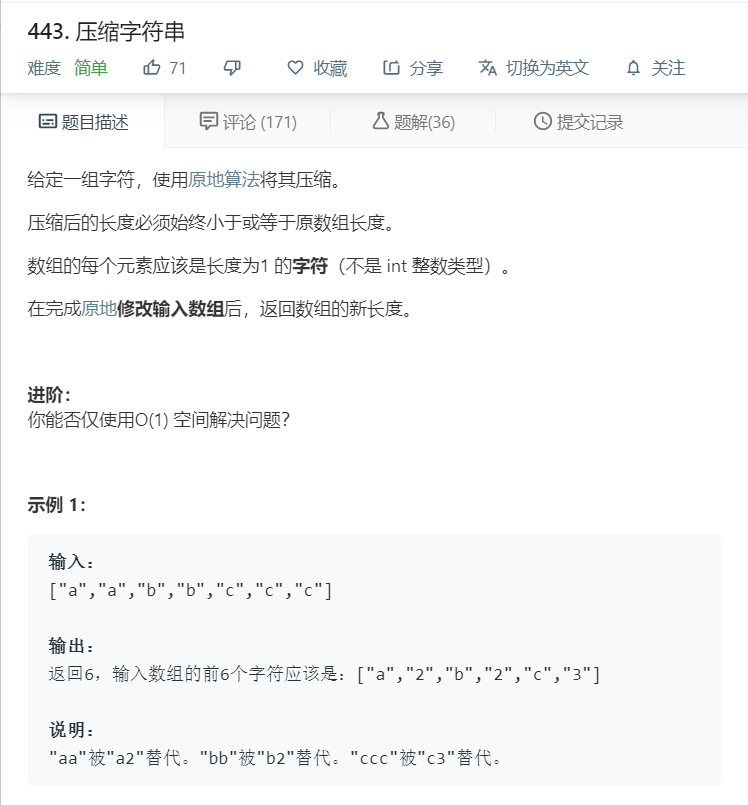 443. 压缩字符串
难度 简单 71 收藏 分享 切换为英文 关注
题目描述 评论 (171) 题解(36) 提交记录
给定一组字符，使用原地算法将其压缩。
压缩后的长度必须始终小于或等于原数组长度。
数组的每个元素应该是长度为1 的字符（不是 int 整数类型）。
在完成原地修改输入数组后，返回数组的新长度。
进阶：
你能否仅使用O(1) 空间解决问题？
示例 1：
输入：
["a","a","b","b","c","c","c"]
输出：
返回6，输入数组的前6个字符应该是：["a","2","b","2","c","3"]
说明：
"aa"被"a2"替代。"bb"被"b2"替代。"ccc"被"c3"替代。